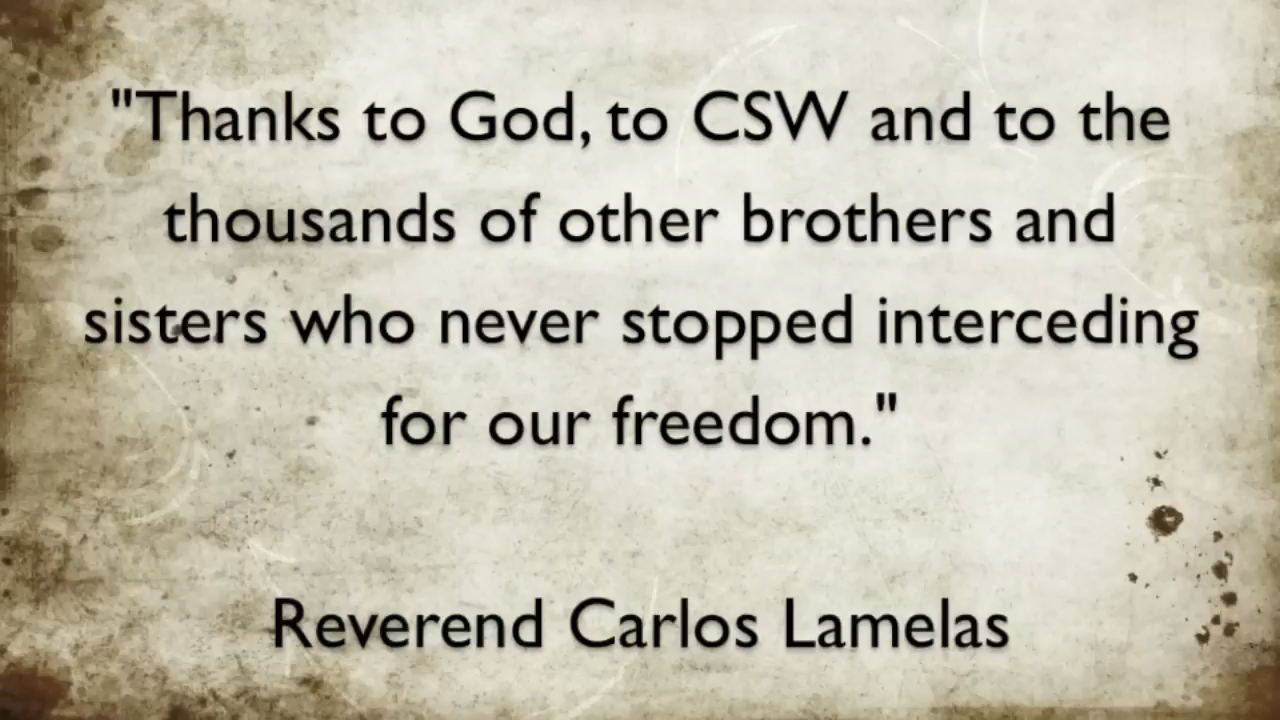 "Thanks to God, to CSW and to the
thousands of other brothers and
sisters who never stopped interceding
for our freedom."
Reverend Carlos Lamelas